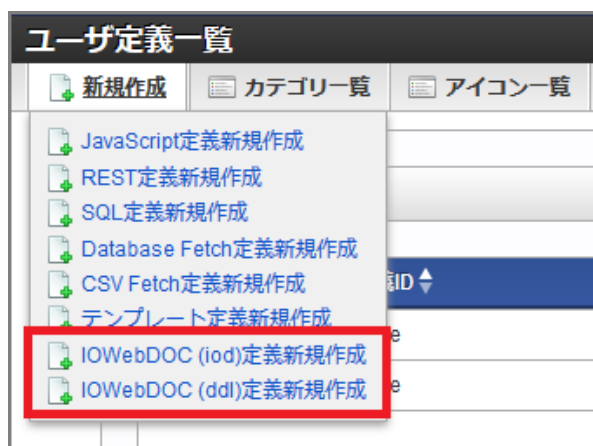 ユーザ定義一覧
新規作成 カテゴリ一覧 アイコン一覧
JavaScript定義新規作成
REST定義新規作成
SQL定義新規作成
Database Fetch定義新規作成
CSV Fetch定義新規作成
ID
テンプレート定義新規作成
e
IOWebDOC (iod)定義新規作成
IOWebDOC (ddl)定義新規作成
e